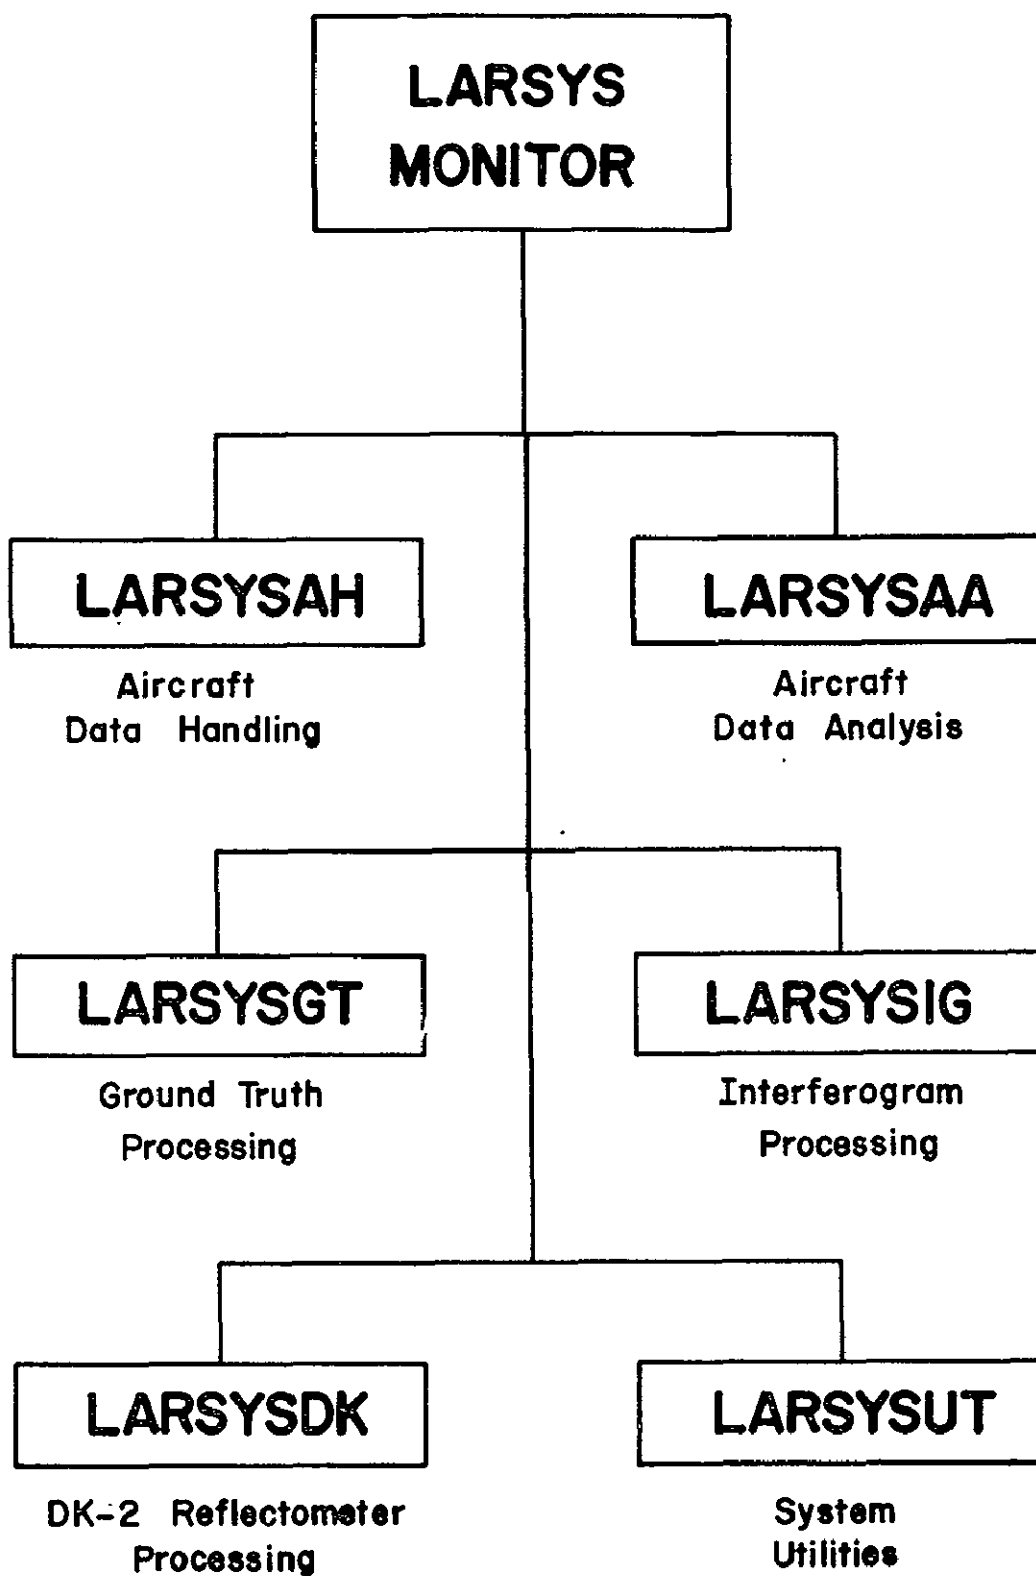 LARSYS
MONITOR
LARSYSAH
Aircraft
Data Handling
LARSYSAA
Aircraft
Data Analysis
LARSYSGT
Ground Truth
Processing
LARSYSIG
Interferogram
Processing
LARSYSDK
DK-2 Reflectometer
Processing
LARSYSUT
System
Utilities